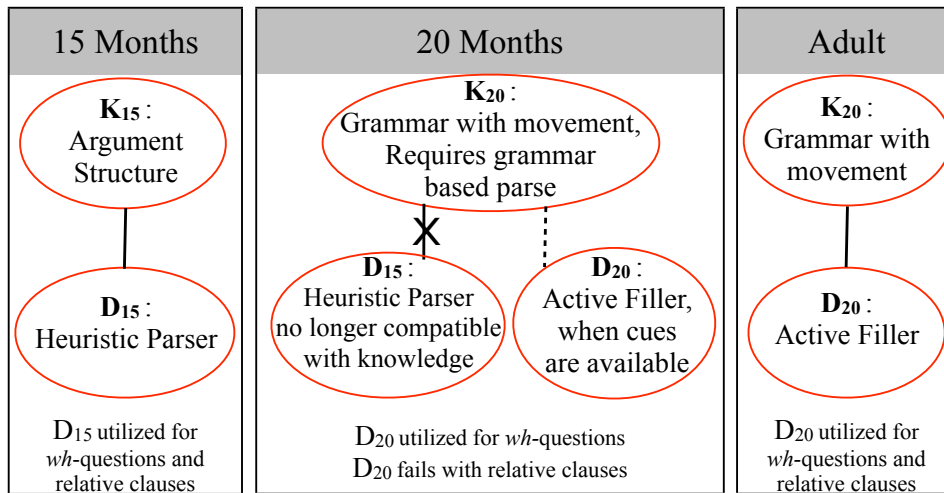 15 Months
K15 :
Argument
Structure
D15 :
Heuristic Parser
D15 utilized for
wh-questions and
relative clauses
20 Months
K20 :
Grammar with movement,
Requires grammar
based parse
X
D15 :
Heuristic Parser
no longer compatible
with knowledge
D20 :
Active Filler,
when cues
are available
D20 utilized for wh-questions
D20 fails with relative clauses
Adult
K20 :
Grammar with
movement
D20 :
Active Filler
D20 utilized for
wh-questions and
relative clauses